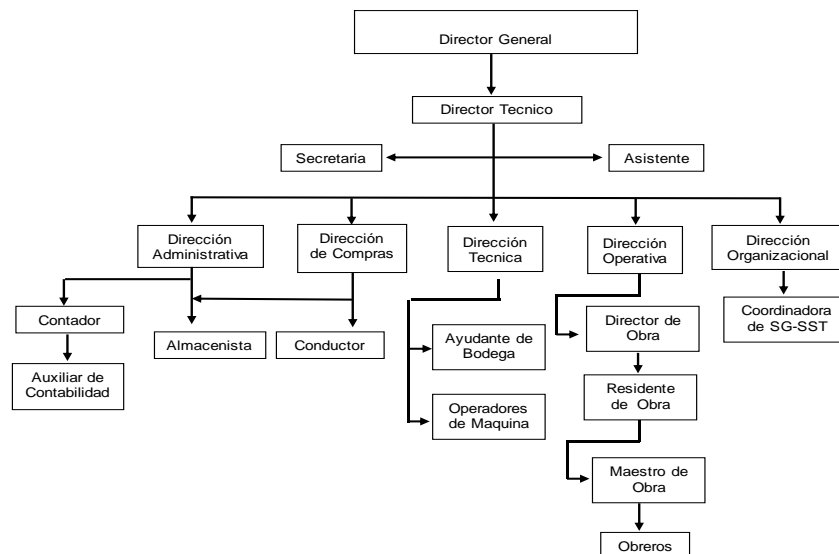 Director General
Director Tecnico
Secretaria
Asistente
Dirección
Administrativa
Dirección
de Compras
Dirección
Tecnica
Dirección
Operativa
Dirección
Organizacional
Contador
Almacenista
Conductor
Ayudante de
Bodega
Director de
Obra
Coordinadora
de SG-SST
Auxiliar de
Contabilidad
Operadores
de Maquina
Residente
de Obra
Maestro de
Obra
Obreros